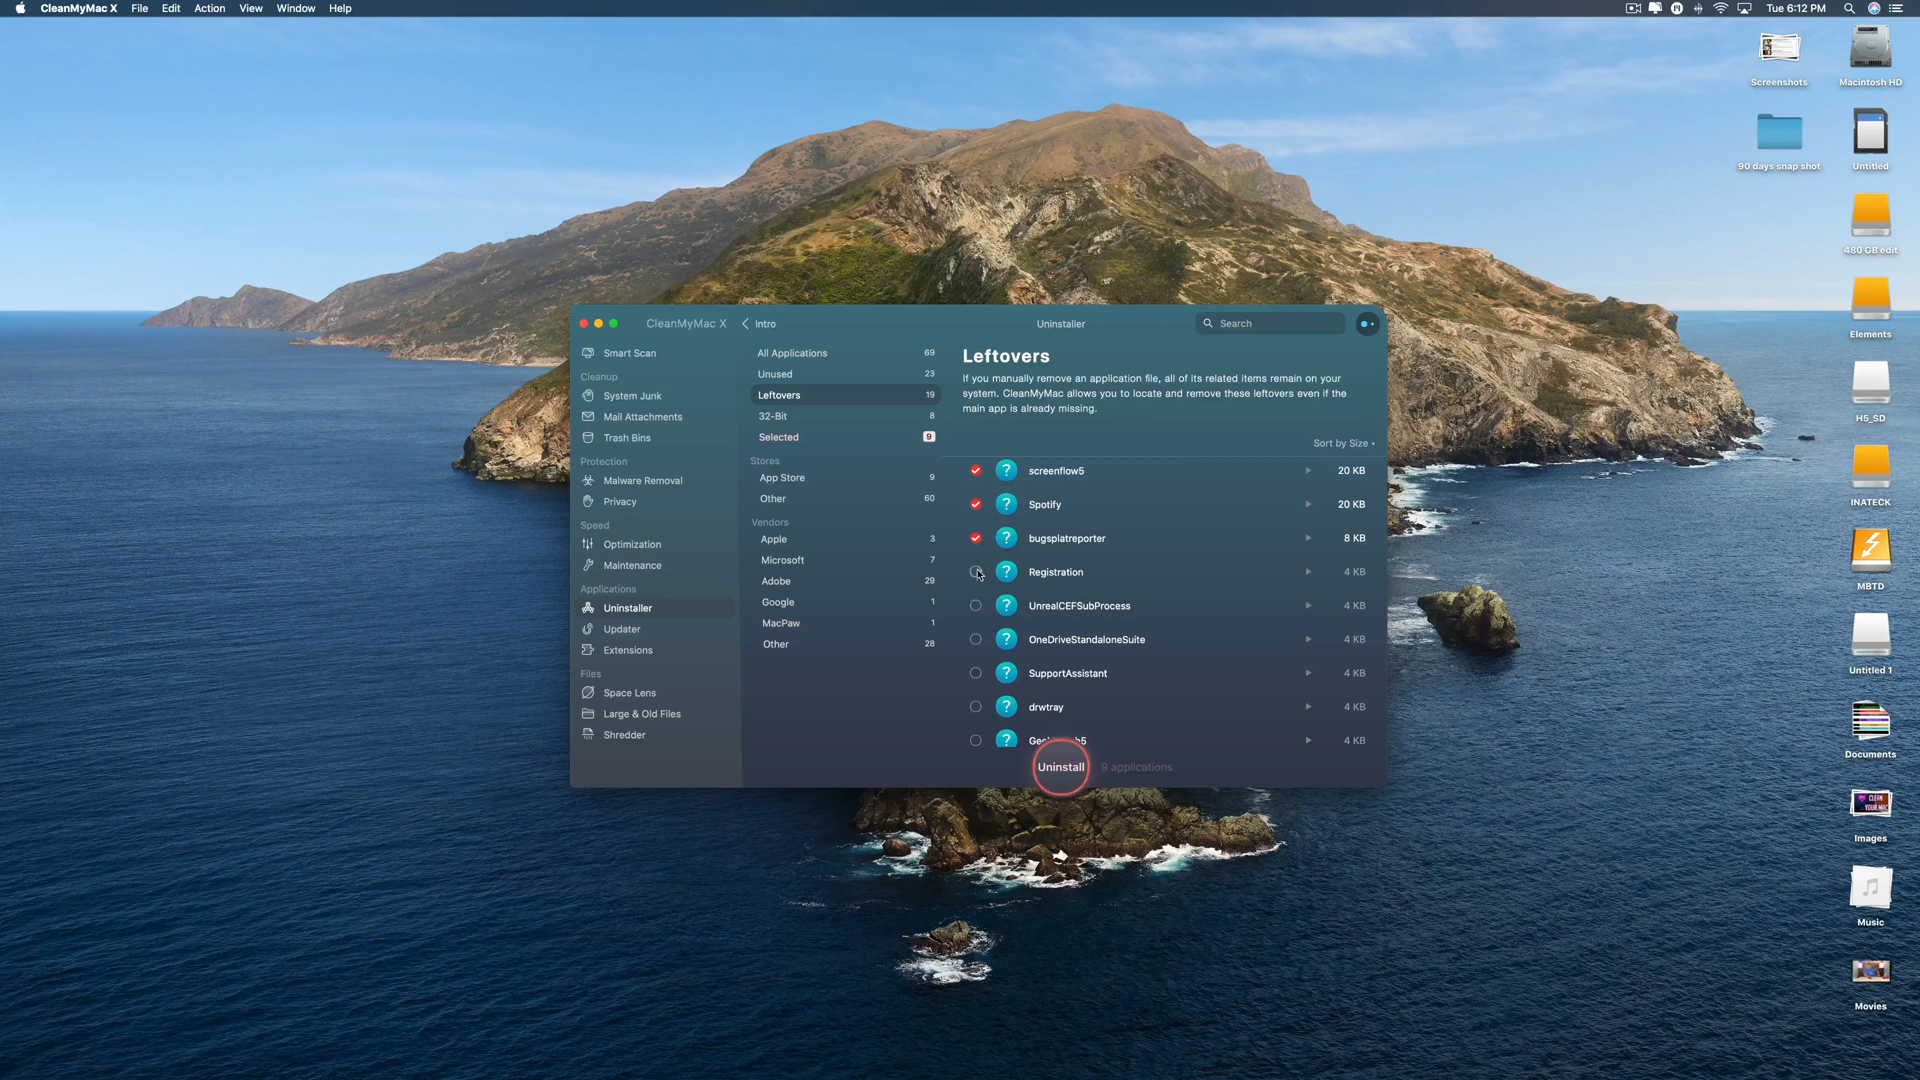 CleanMyMac X File Edit Action View Window Help
Tue 6:12 PM
Screenshots
Macintosh HD
90 days snap shot
Untitled
480 GB edit
Elements
H5_SD
INATECK
MBTD
Untitled 1
Documents
Images
Music
Movies
CleanMyMac X
Intro
Uninstaller
Search
Smart Scan
Cleanup
System Junk
Mail Attachments
Trash Bins
Protection
Malware Removal
Privacy
Speed
Optimization
Maintenance
Applications
Uninstaller
Updater
Extensions
Files
Space Lens
Large & Old Files
Shredder
All Applications 69
Unused 23
Leftovers 19
32-Bit 8
Selected 9
Stores
App Store 9
Other 60
Vendors
Apple 3
Microsoft 7
Adobe 29
Google 1
MacPaw 1
Other 28
Leftovers
If you manually remove an application file, all of its related items remain on your
system. CleanMyMac allows you to locate and remove these leftovers even if the
main app is already missing.
Sort by Size
screenflow5 20 KB
Spotify 20 KB
bugsplatreporter 8 KB
Registration 4 KB
UnrealCEFSubProcess 4 KB
OneDriveStandaloneSuite 4 KB
SupportAssistant 4 KB
drwtray 4 KB
4 KB
Uninstall 9 applications
CLEAN
YOUR MAC